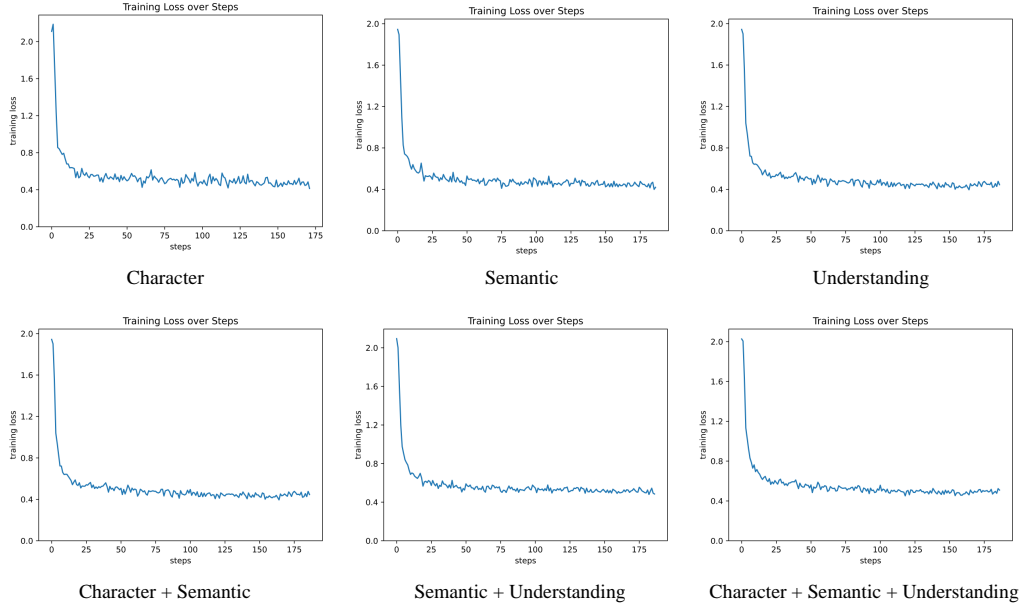 Training Loss over Steps
training loss
2.0
1.6
1.2
0.8
0.4
0.0
0 25 50 75 100 125 150 175
steps
Character
Training Loss over Steps
training loss
2.0
1.6
1.2
0.8
0.4
0.0
0 25 50 75 100 125 150 175
steps
Semantic
Training Loss over Steps
training loss
2.0
1.6
1.2
0.8
0.4
0.0
0 25 50 75 100 125 150 175
steps
Understanding
Training Loss over Steps
training loss
2.0
1.6
1.2
0.8
0.4
0.0
0 25 50 75 100 125 150 175
steps
Character + Semantic
Training Loss over Steps
training loss
2.0
1.6
1.2
0.8
0.4
0.0
0 25 50 75 100 125 150 175
steps
Semantic + Understanding
Training Loss over Steps
training loss
2.0
1.6
1.2
0.8
0.4
0.0
0 25 50 75 100 125 150 175
steps
Character + Semantic + Understanding